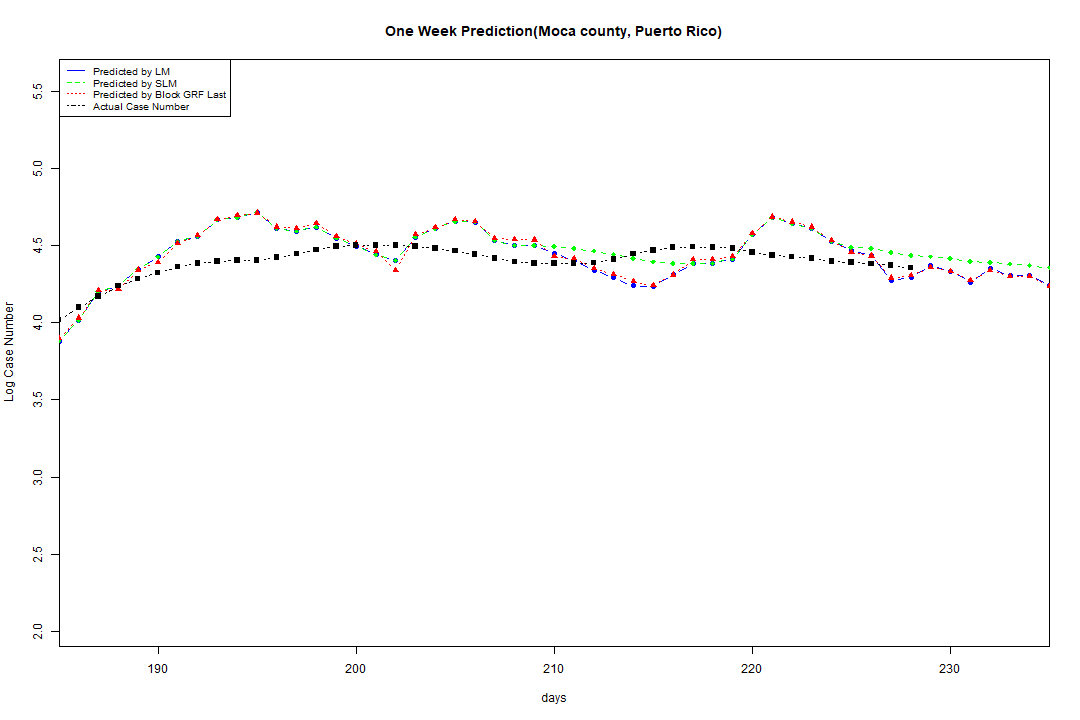 One Week Prediction(Moca county, Puerto Rico)
Predicted by LM
Predicted by SLM
Predicted by Block GRF Last
Actual Case Number
5.5
5.0
4.5
4.0
3.5
3.0
2.5
2.0
Log Case Number
190 200 210 220 230
days